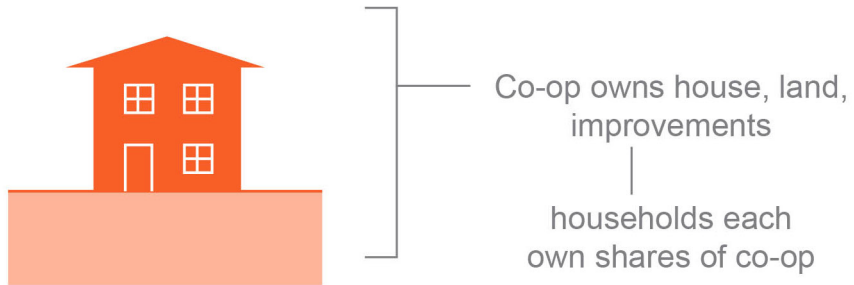 Co-op owns house, land,
improvements
households each
own shares of co-op